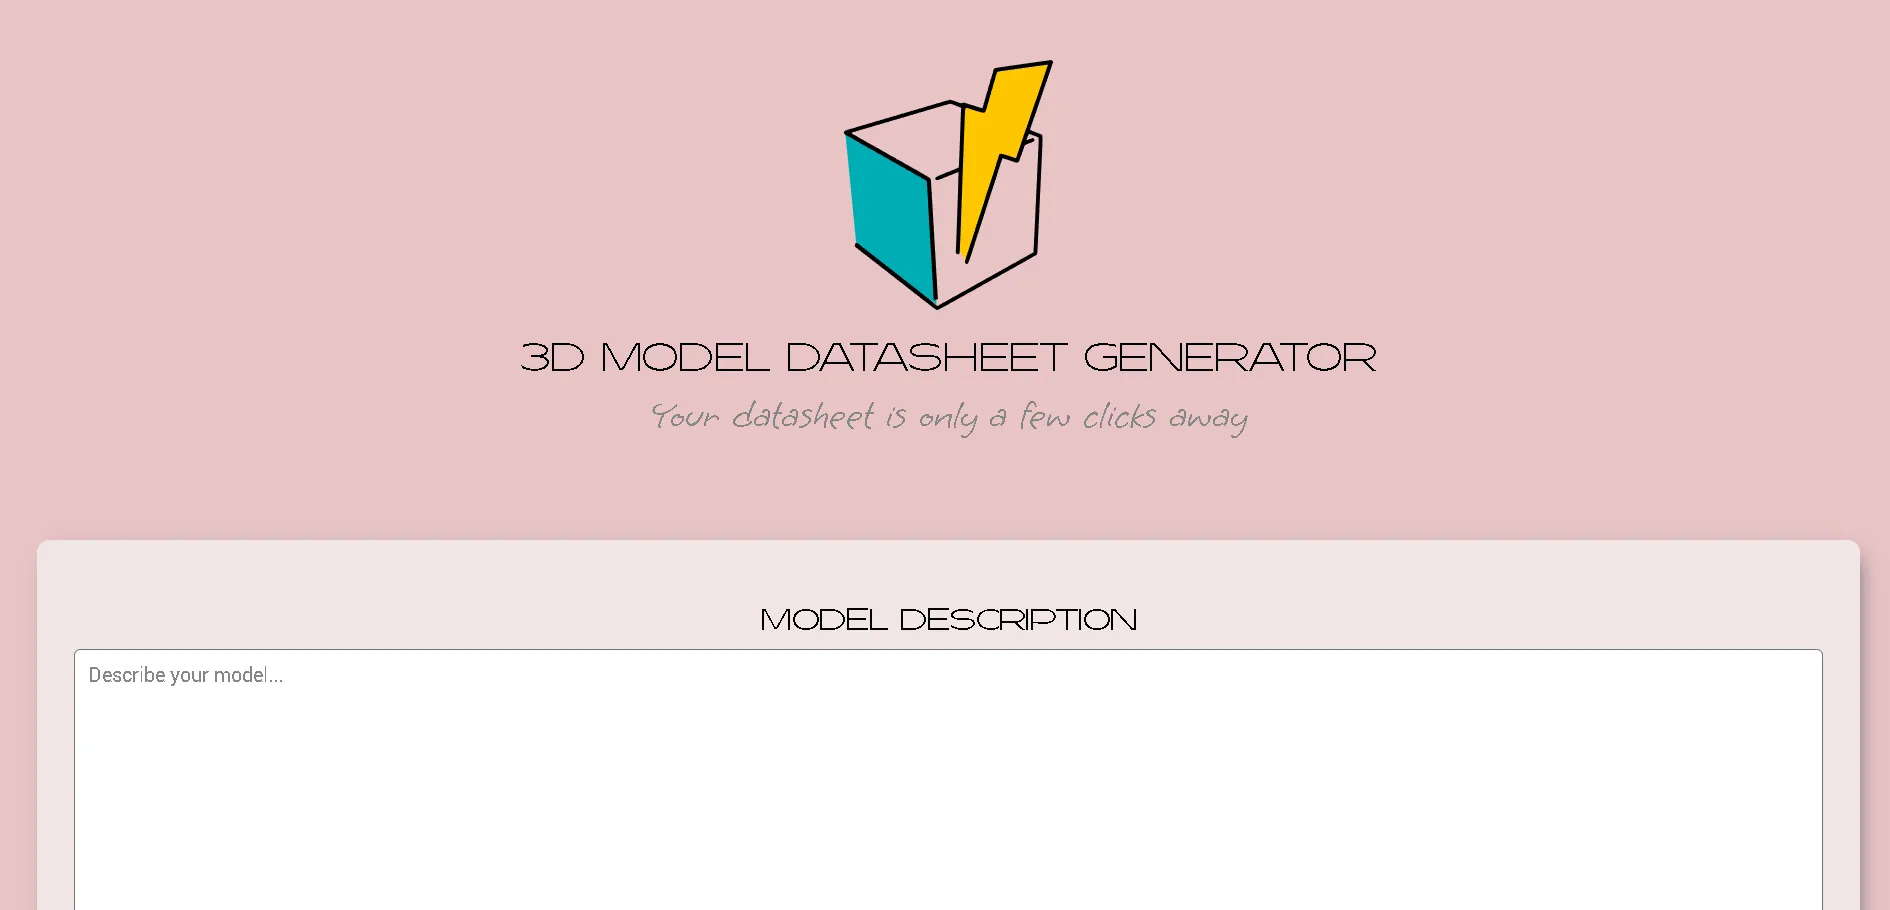 3D MODEL DATASHEET GENERATOR
Your datasheet is only a few clicks away
MODEL DESCRIPTION
Describe your model...